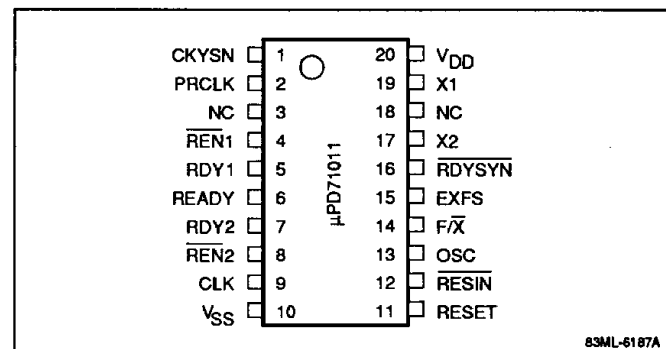 CKYSN 1 20 VDD
PRCLK 2 19 X1
NC 3 18 NC
REN1 4 17 X2
RDY1 5 16 RDYSYN
READY 6 15 EXFS
RDY2 7 14 F/X
REN2 8 13 OSC
CLK 9 12 RESIN
VSS 10 11 RESET
µPD71011
83ML-6187A